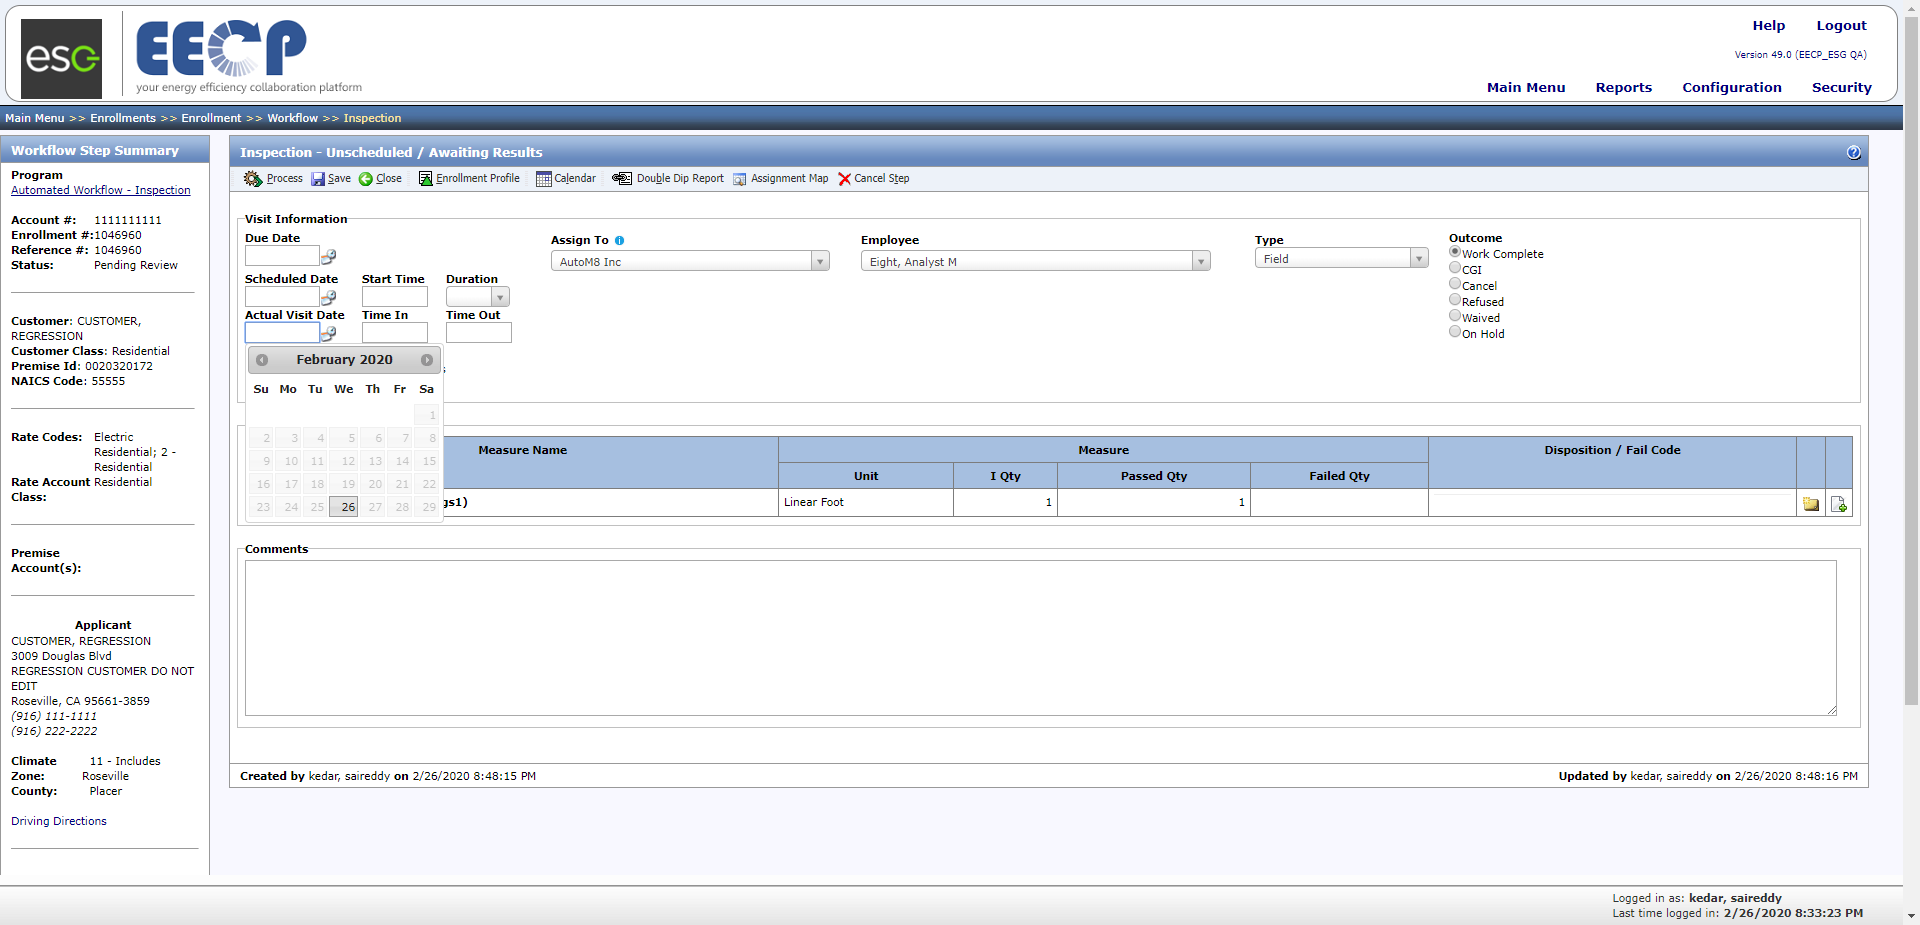 esg
EECP
your energy efficiency collaboration platform
Help
Logout
Version 49.0 (EECP_ESG QA)
Main Menu
Reports
Configuration
Security
Main Menu >> Enrollments >> Enrollment >> Workflow >> Inspection
Workflow Step Summary
Program
Automated Workflow - Inspection
Account #: 1111111111
Enrollment #:1046960
Reference #: 1046960
Status: Pending Review
Customer: CUSTOMER,
REGRESSION
Customer Class: Residential
Premise Id: 0020320172
NAICS Code: 55555
Rate Codes: Electric
Residential; 2 -
Residential
Rate Account Residential
Class:
Premise
Account(s):
Applicant
CUSTOMER, REGRESSION
3009 Douglas Blvd
REGRESSION CUSTOMER DO NOT
EDIT
Roseville, CA 95661-3859
(916) 111-1111
(916) 222-2222
Climate 11 - Includes
Zone: Roseville
County: Placer
Driving Directions
Inspection - Unscheduled / Awaiting Results
Process Save Close Enrollment Profile Calendar Double Dip Report Assignment Map Cancel Step
Visit Information
Due Date
Assign To
AutoM8 Inc
Employee
Eight, Analyst M
Type
Field
Outcome
Work Complete
CGI
Cancel
Refused
Waived
On Hold
Scheduled Date Start Time Duration
Actual Visit Date Time In Time Out
February 2020
Su Mo Tu We Th Fr Sa
1
2 3 4 5 6 7 8
9 10 11 12 13 14 15
16 17 18 19 20 21 22
23 24 25 26 27 28 29
Measure Name Measure Disposition / Fail Code
Unit I Qty Passed Qty Failed Qty
gs1) Linear Foot 1 1
Comments
Created by kedar, saireddy on 2/26/2020 8:48:15 PM
Updated by kedar, saireddy on 2/26/2020 8:48:16 PM
Logged in as: kedar, saireddy
Last time logged in: 2/26/2020 8:33:23 PM